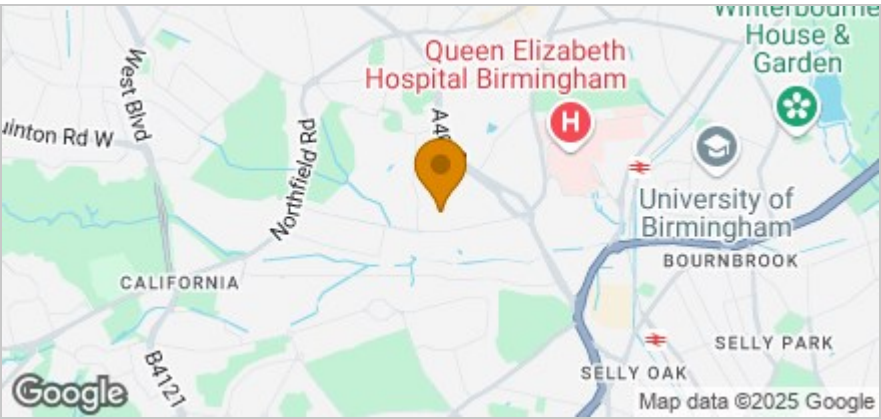 Winterbourne
House &
Garden
Queen Elizabeth
Hospital Birmingham
H
West Blvd
uinton Rd W
Northfield Rd
University of
Birmingham
BOURNBROOK
CALIFORNIA
SELLY PARK
SELLY OAK
B4121
Google
Map data ©2025 Google